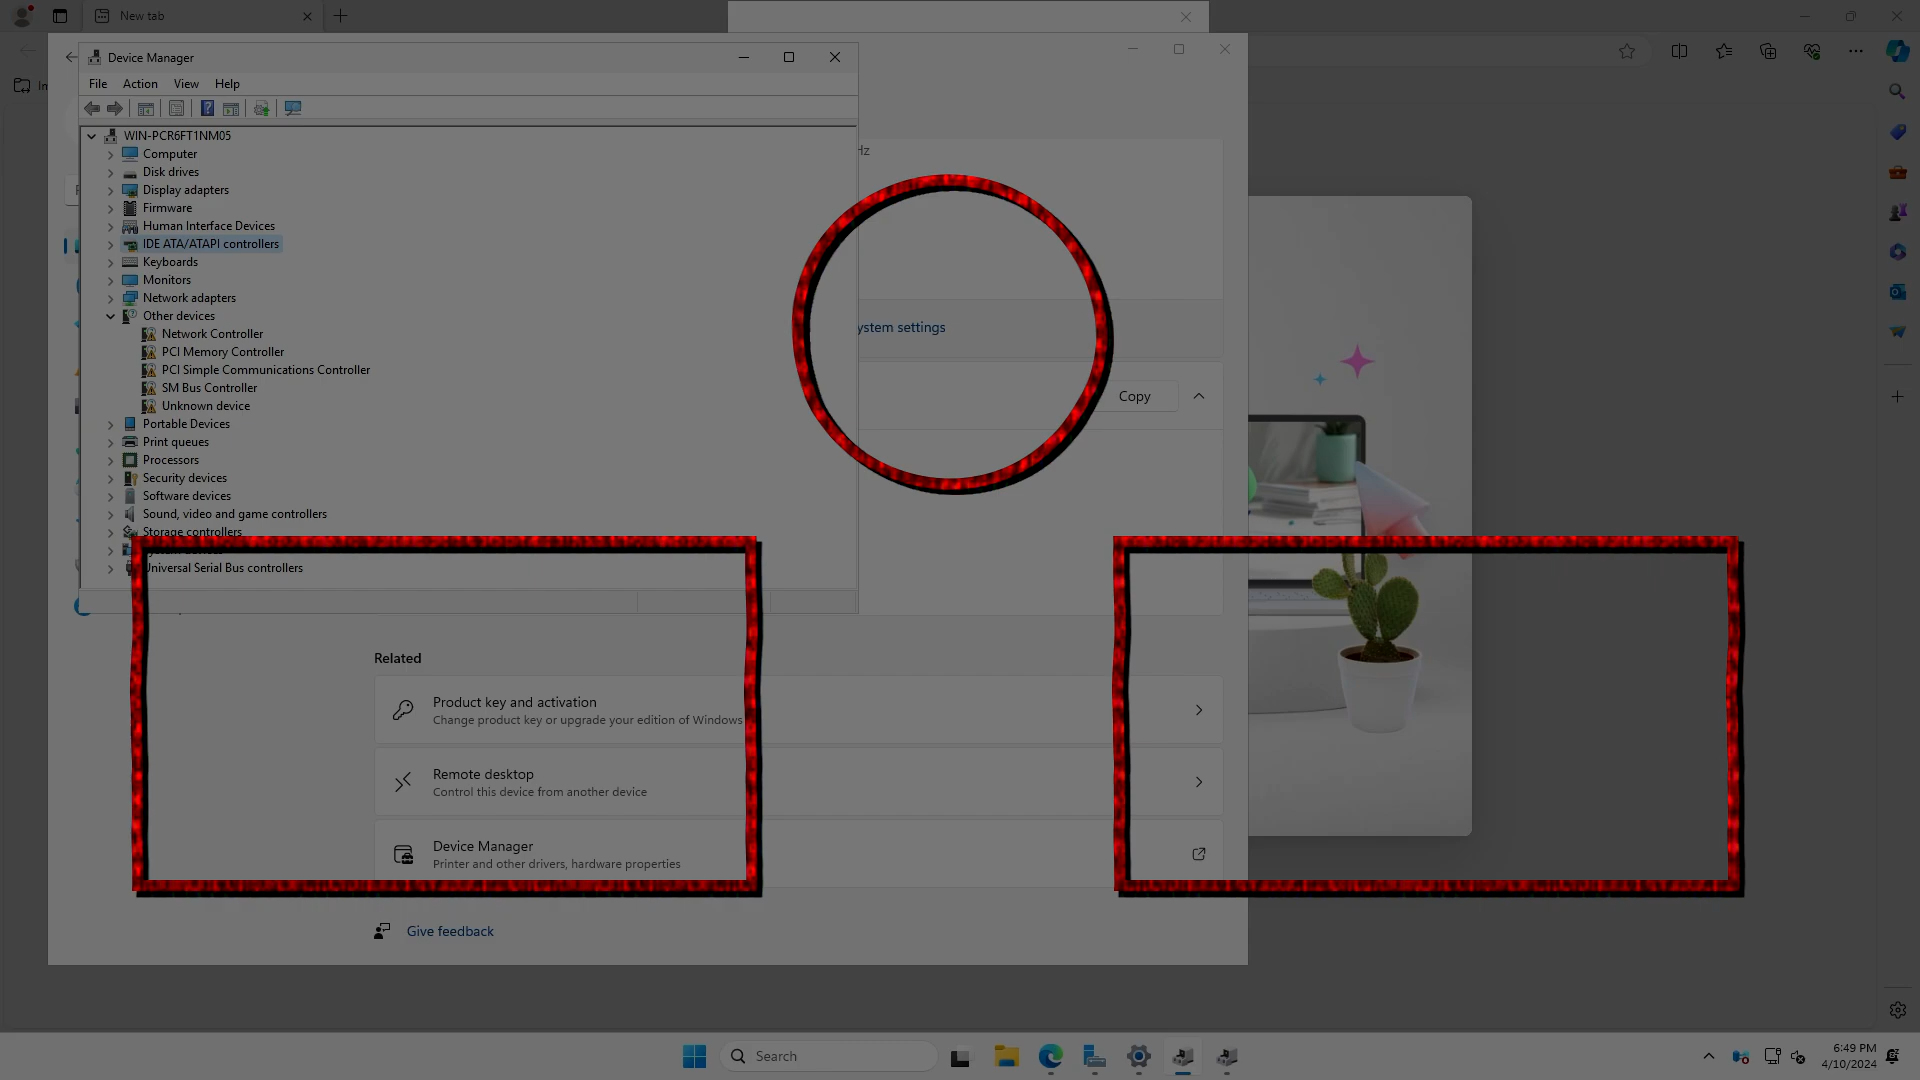 New tab
Device Manager
File Action View Help
WIN-PCR6FT1NM05
Computer
Disk drives
Display adapters
Firmware
Human Interface Devices
IDE ATA/ATAPI controllers
Keyboards
Monitors
Network adapters
Other devices
Network Controller
PCI Memory Controller
PCI Simple Communications Controller
SM Bus Controller
Unknown device
Portable Devices
Print queues
Processors
Security devices
Software devices
Sound, video and game controllers
Storage controllers
Universal Serial Bus controllers
Hz
ystem settings
Copy
Related
Product key and activation
Change product key or upgrade your edition of Windows
Remote desktop
Control this device from another device
Device Manager
Printer and other drivers, hardware properties
Give feedback
Search
6:49 PM
4/10/2024